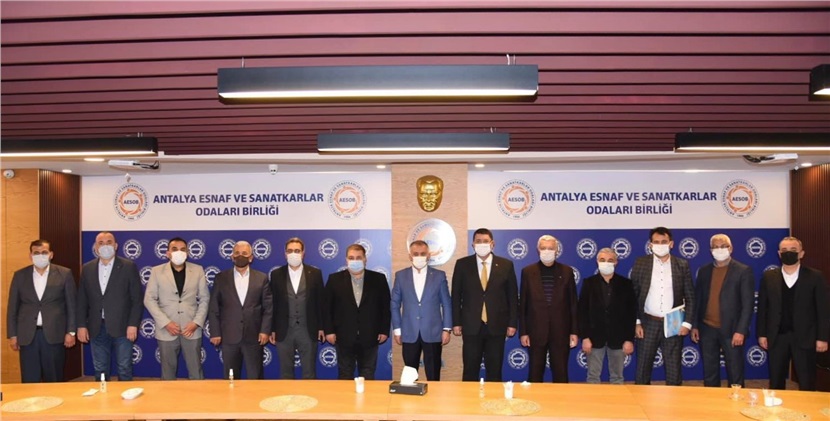 ANTALYA ESNAF VE SANATKARLAR
ODALARI BİRLİĞİ
AESOB
ANTALYA ESNAF VE SANATKARLAR
ODALARI BİRLİĞİ
AESOB